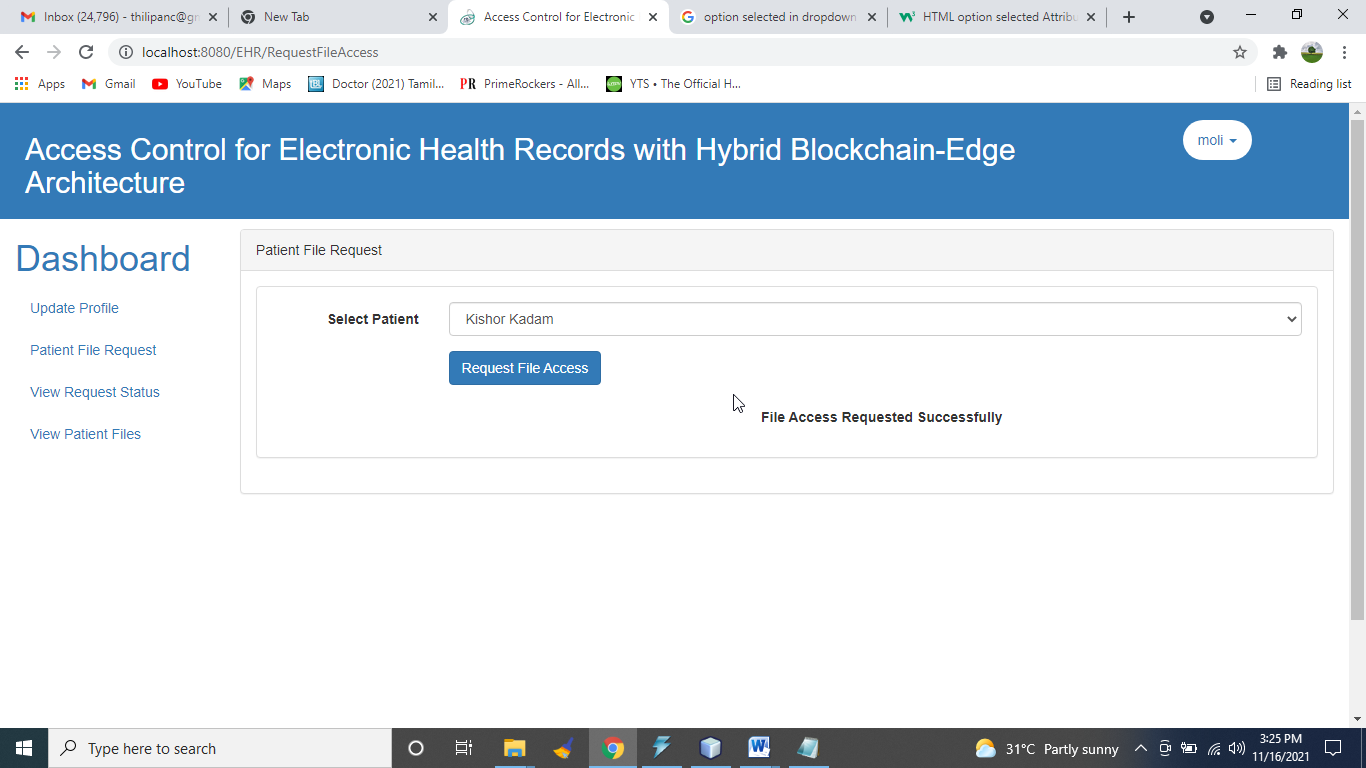 Inbox (24,796) - thilipanc@gm
New Tab
Access Control for Electronic
option selected in dropdown
HTML option selected Attribu
localhost:8080/EHR/RequestFileAccess
Apps
Gmail
YouTube
Maps
Doctor (2021) Tamil...
PR PrimeRockers - All...
YTS • The Official H...
Reading list
Access Control for Electronic Health Records with Hybrid Blockchain-Edge
Architecture
moli
Dashboard
Update Profile
Patient File Request
View Request Status
View Patient Files
Patient File Request
Select Patient
Kishor Kadam
Request File Access
File Access Requested Successfully
Type here to search
31°C Partly sunny
3:25 PM
11/16/2021